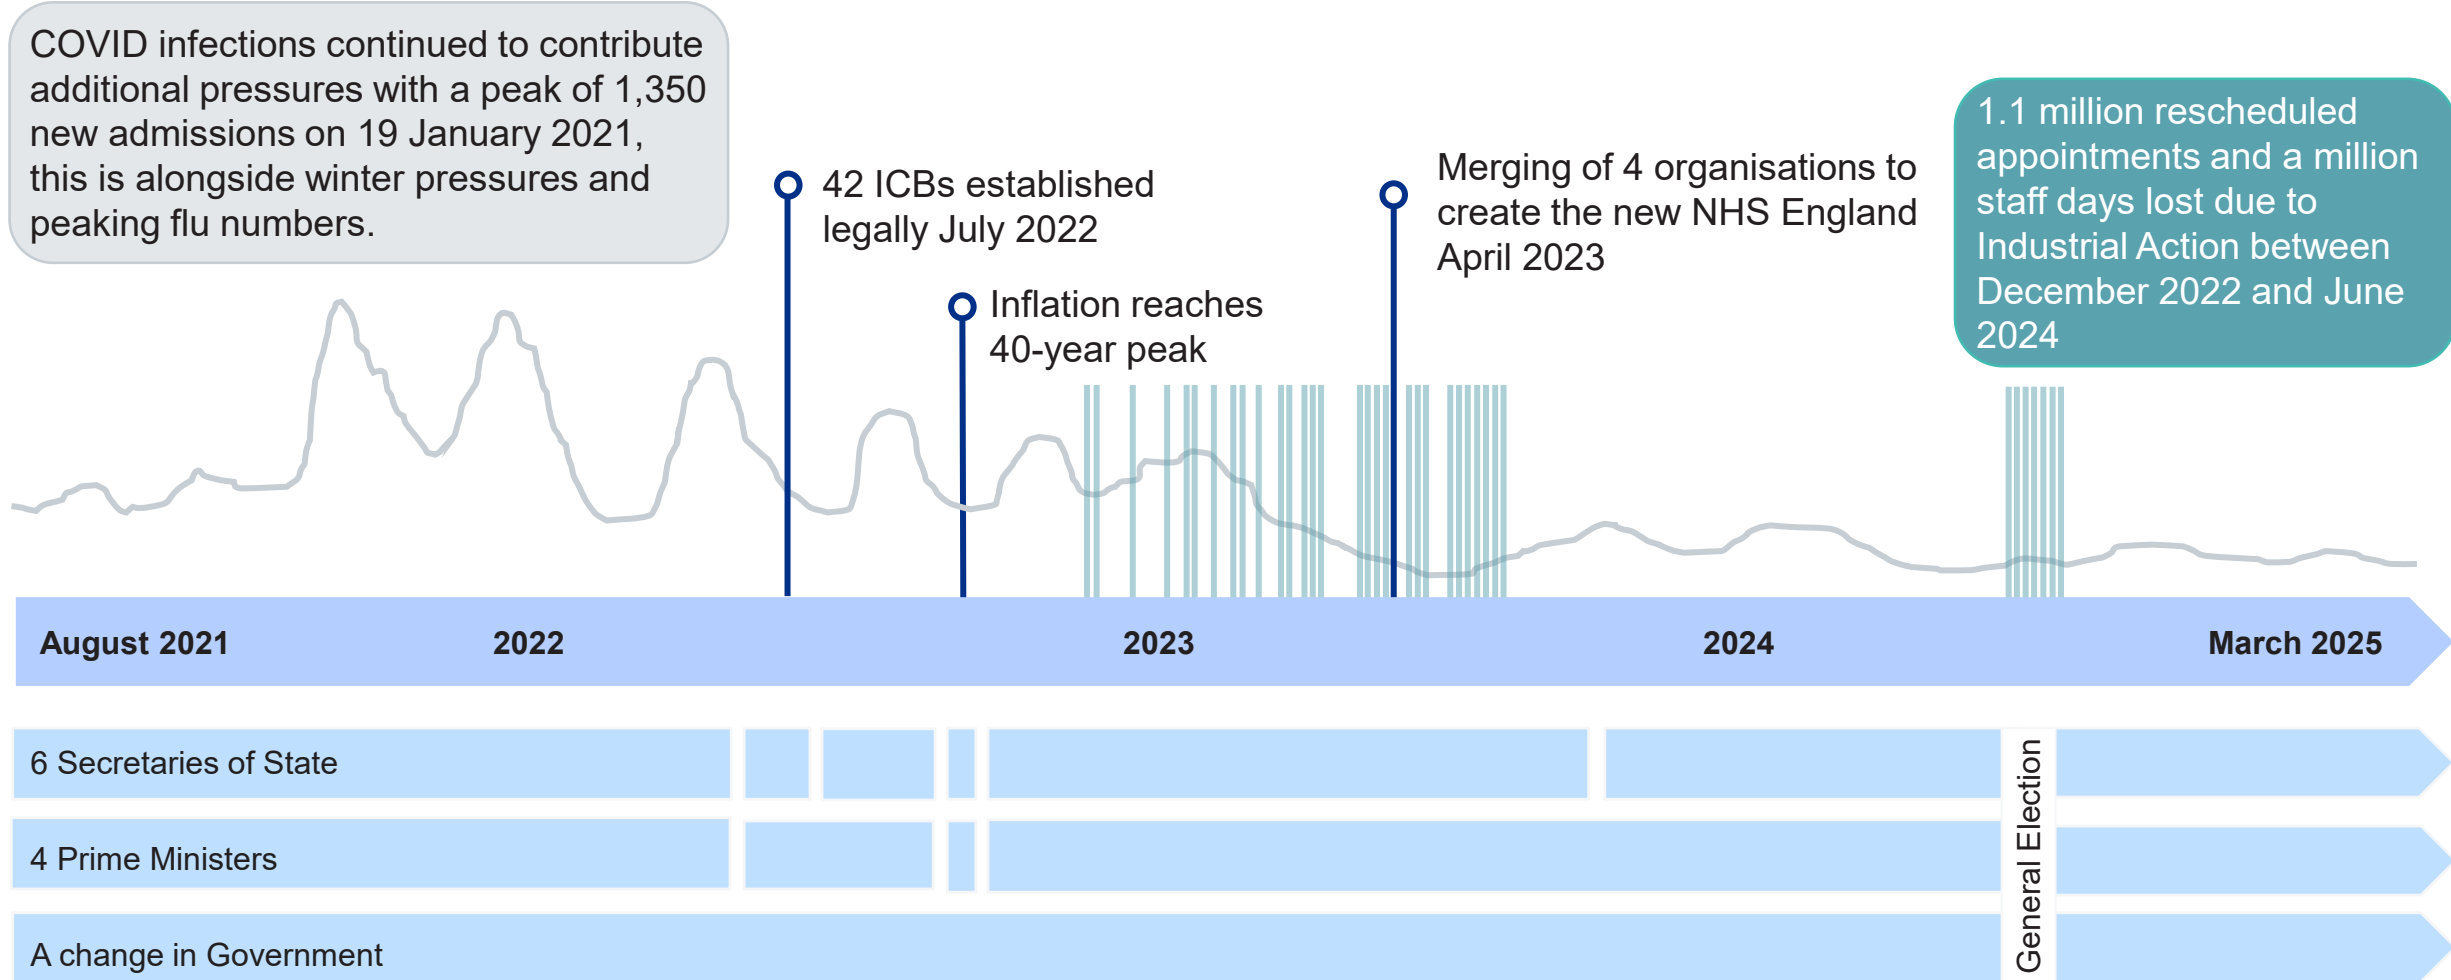 COVID infections continued to contribute
additional pressures with a peak of 1,350
new admissions on 19 January 2021,
this is alongside winter pressures and
peaking flu numbers.
42 ICBs established
legally July 2022
Inflation reaches
40-year peak
Merging of 4 organisations to
create the new NHS England
April 2023
1.1 million rescheduled
appointments and a million
staff days lost due to
Industrial Action between
December 2022 and June
2024
August 2021
2022
2023
2024
March 2025
6 Secretaries of State
4 Prime Ministers
A change in Government
General Election